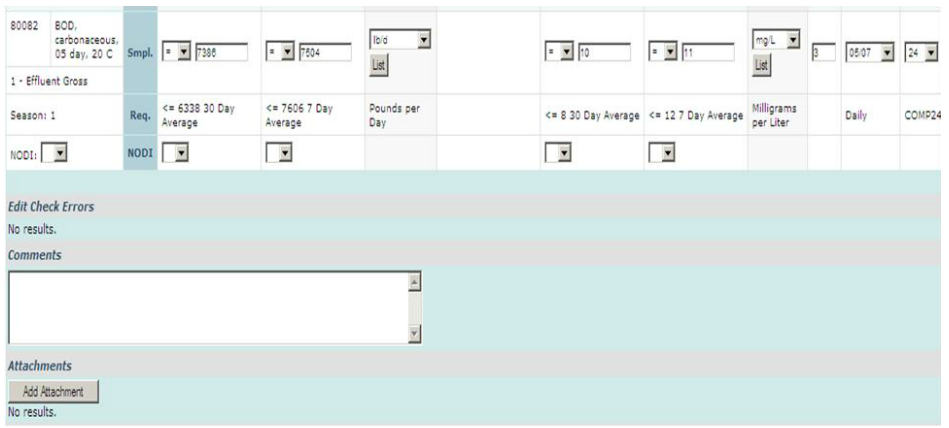 80082 BOD, carbonaceous, 05 day, 20 C
Smpl. = 7386 = 7504 lb/d List = 10 = 11 mg/L List 3 05/07 24
1 - Effluent Gross
Season: 1 Req. <= 6338 30 Day Average <= 7606 7 Day Average Pounds per Day <= 8 30 Day Average <= 12 7 Day Average Milligrams per Liter Daily COMP24
NODI: NODI
Edit Check Errors
No results.
Comments
Attachments
Add Attachment
No results.